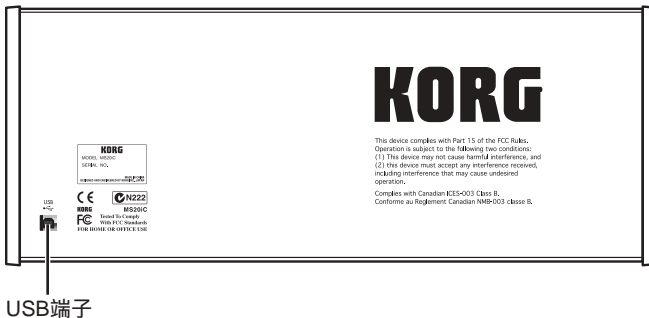 KORG
This device complies with Part 15 of the FCC Rules.
Operation is subject to the following two conditions:
(1) This device may not cause harmful interference, and
(2) this device must accept any interference received,
including interference that may cause undesired
operation.
Complies with Canadian ICES-003 Class B.
Conforme au Reglement Canadian NMB-003 classe B.
KORG
MODEL MS20IC
SERIAL NO.
CE N222
KORG MS20IC
FC Tested To Comply
With FCC Standards
FOR HOME OR OFFICE USE
USB
USB端子